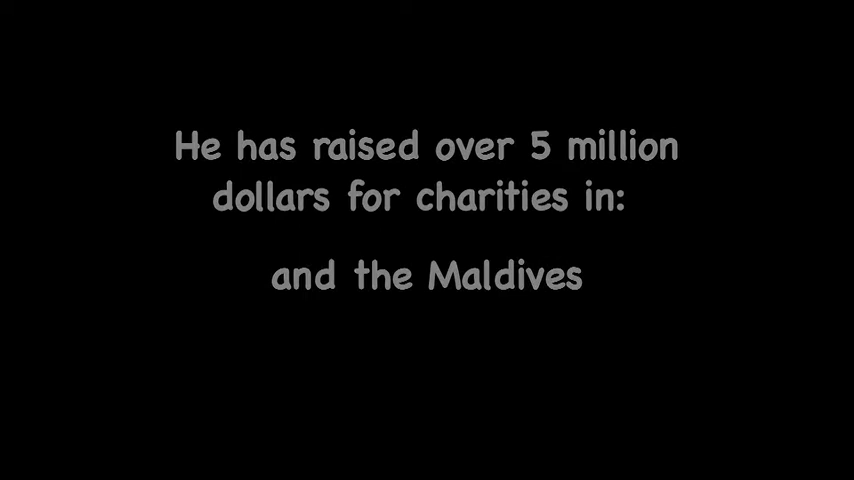 He has raised over 5 million
dollars for charities in:
and the Maldives